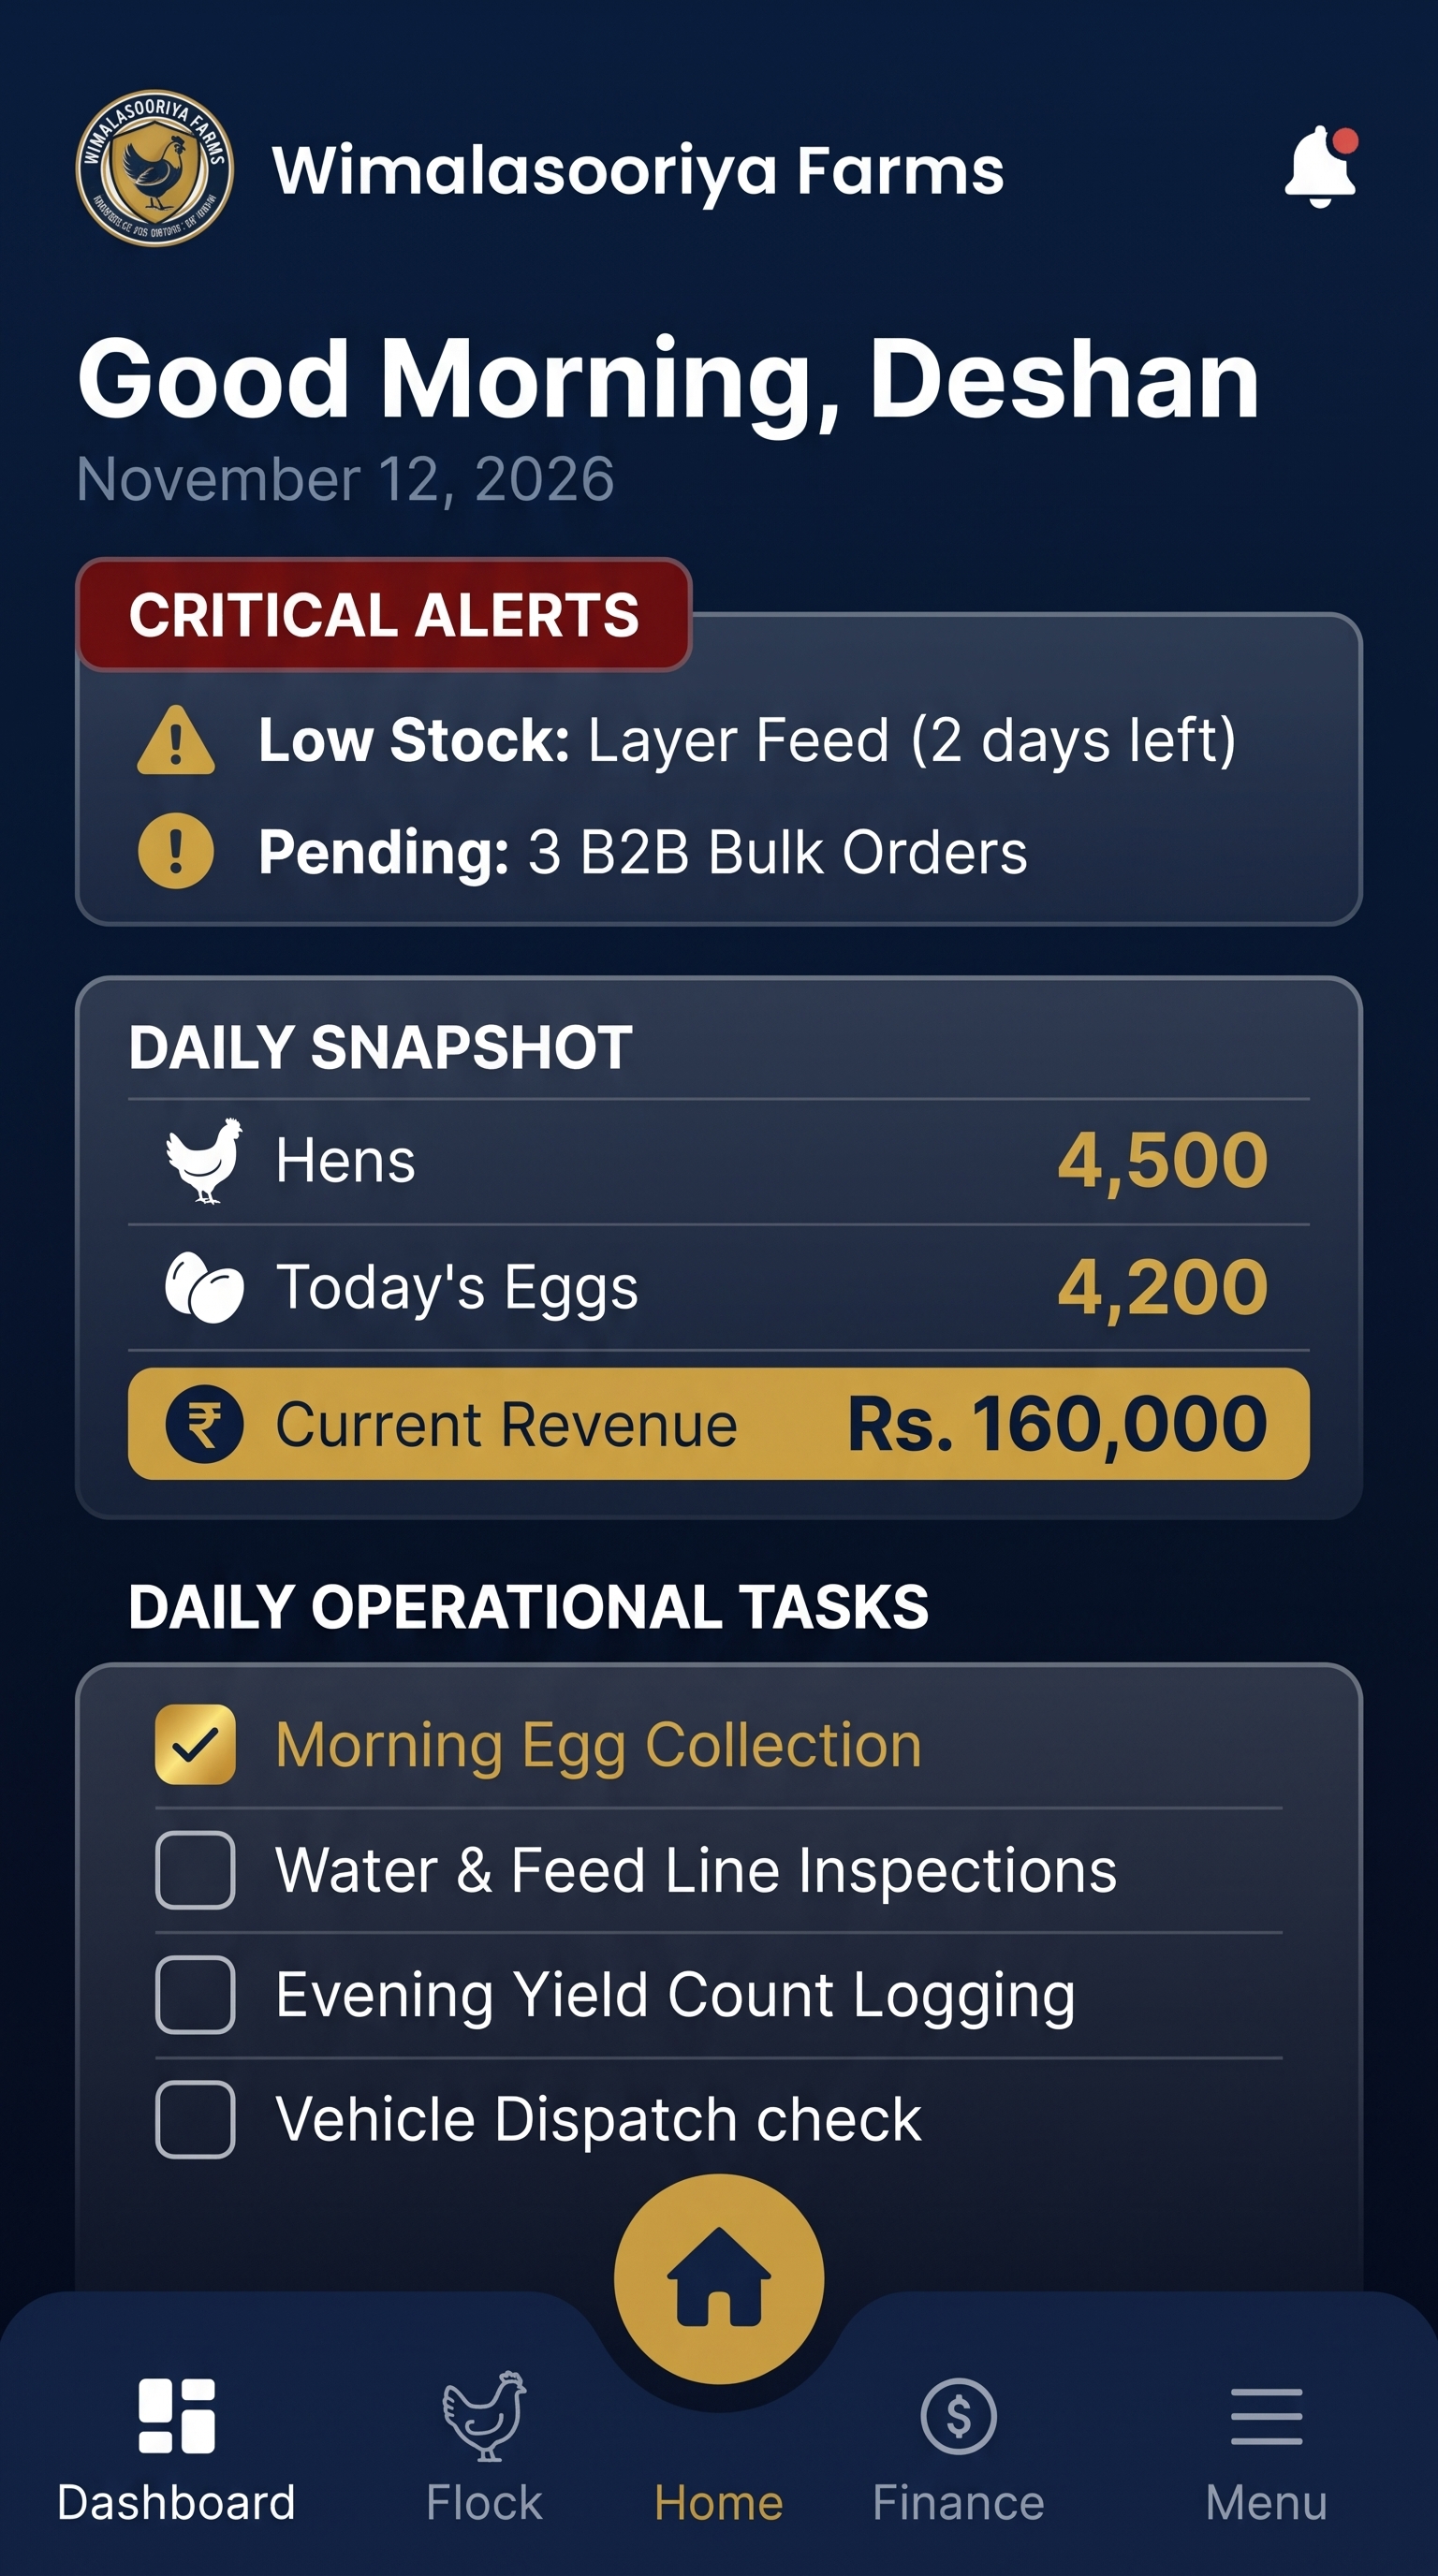 WIMALASOORIYA FARMS
Wimalasooriya Farms
Good Morning, Deshan
November 12, 2026
CRITICAL ALERTS
Low Stock: Layer Feed (2 days left)
Pending: 3 B2B Bulk Orders
DAILY SNAPSHOT
Hens 4,500
Today's Eggs 4,200
₹ Current Revenue Rs. 160,000
DAILY OPERATIONAL TASKS
Morning Egg Collection
Water & Feed Line Inspections
Evening Yield Count Logging
Vehicle Dispatch check
Dashboard Flock Home Finance Menu